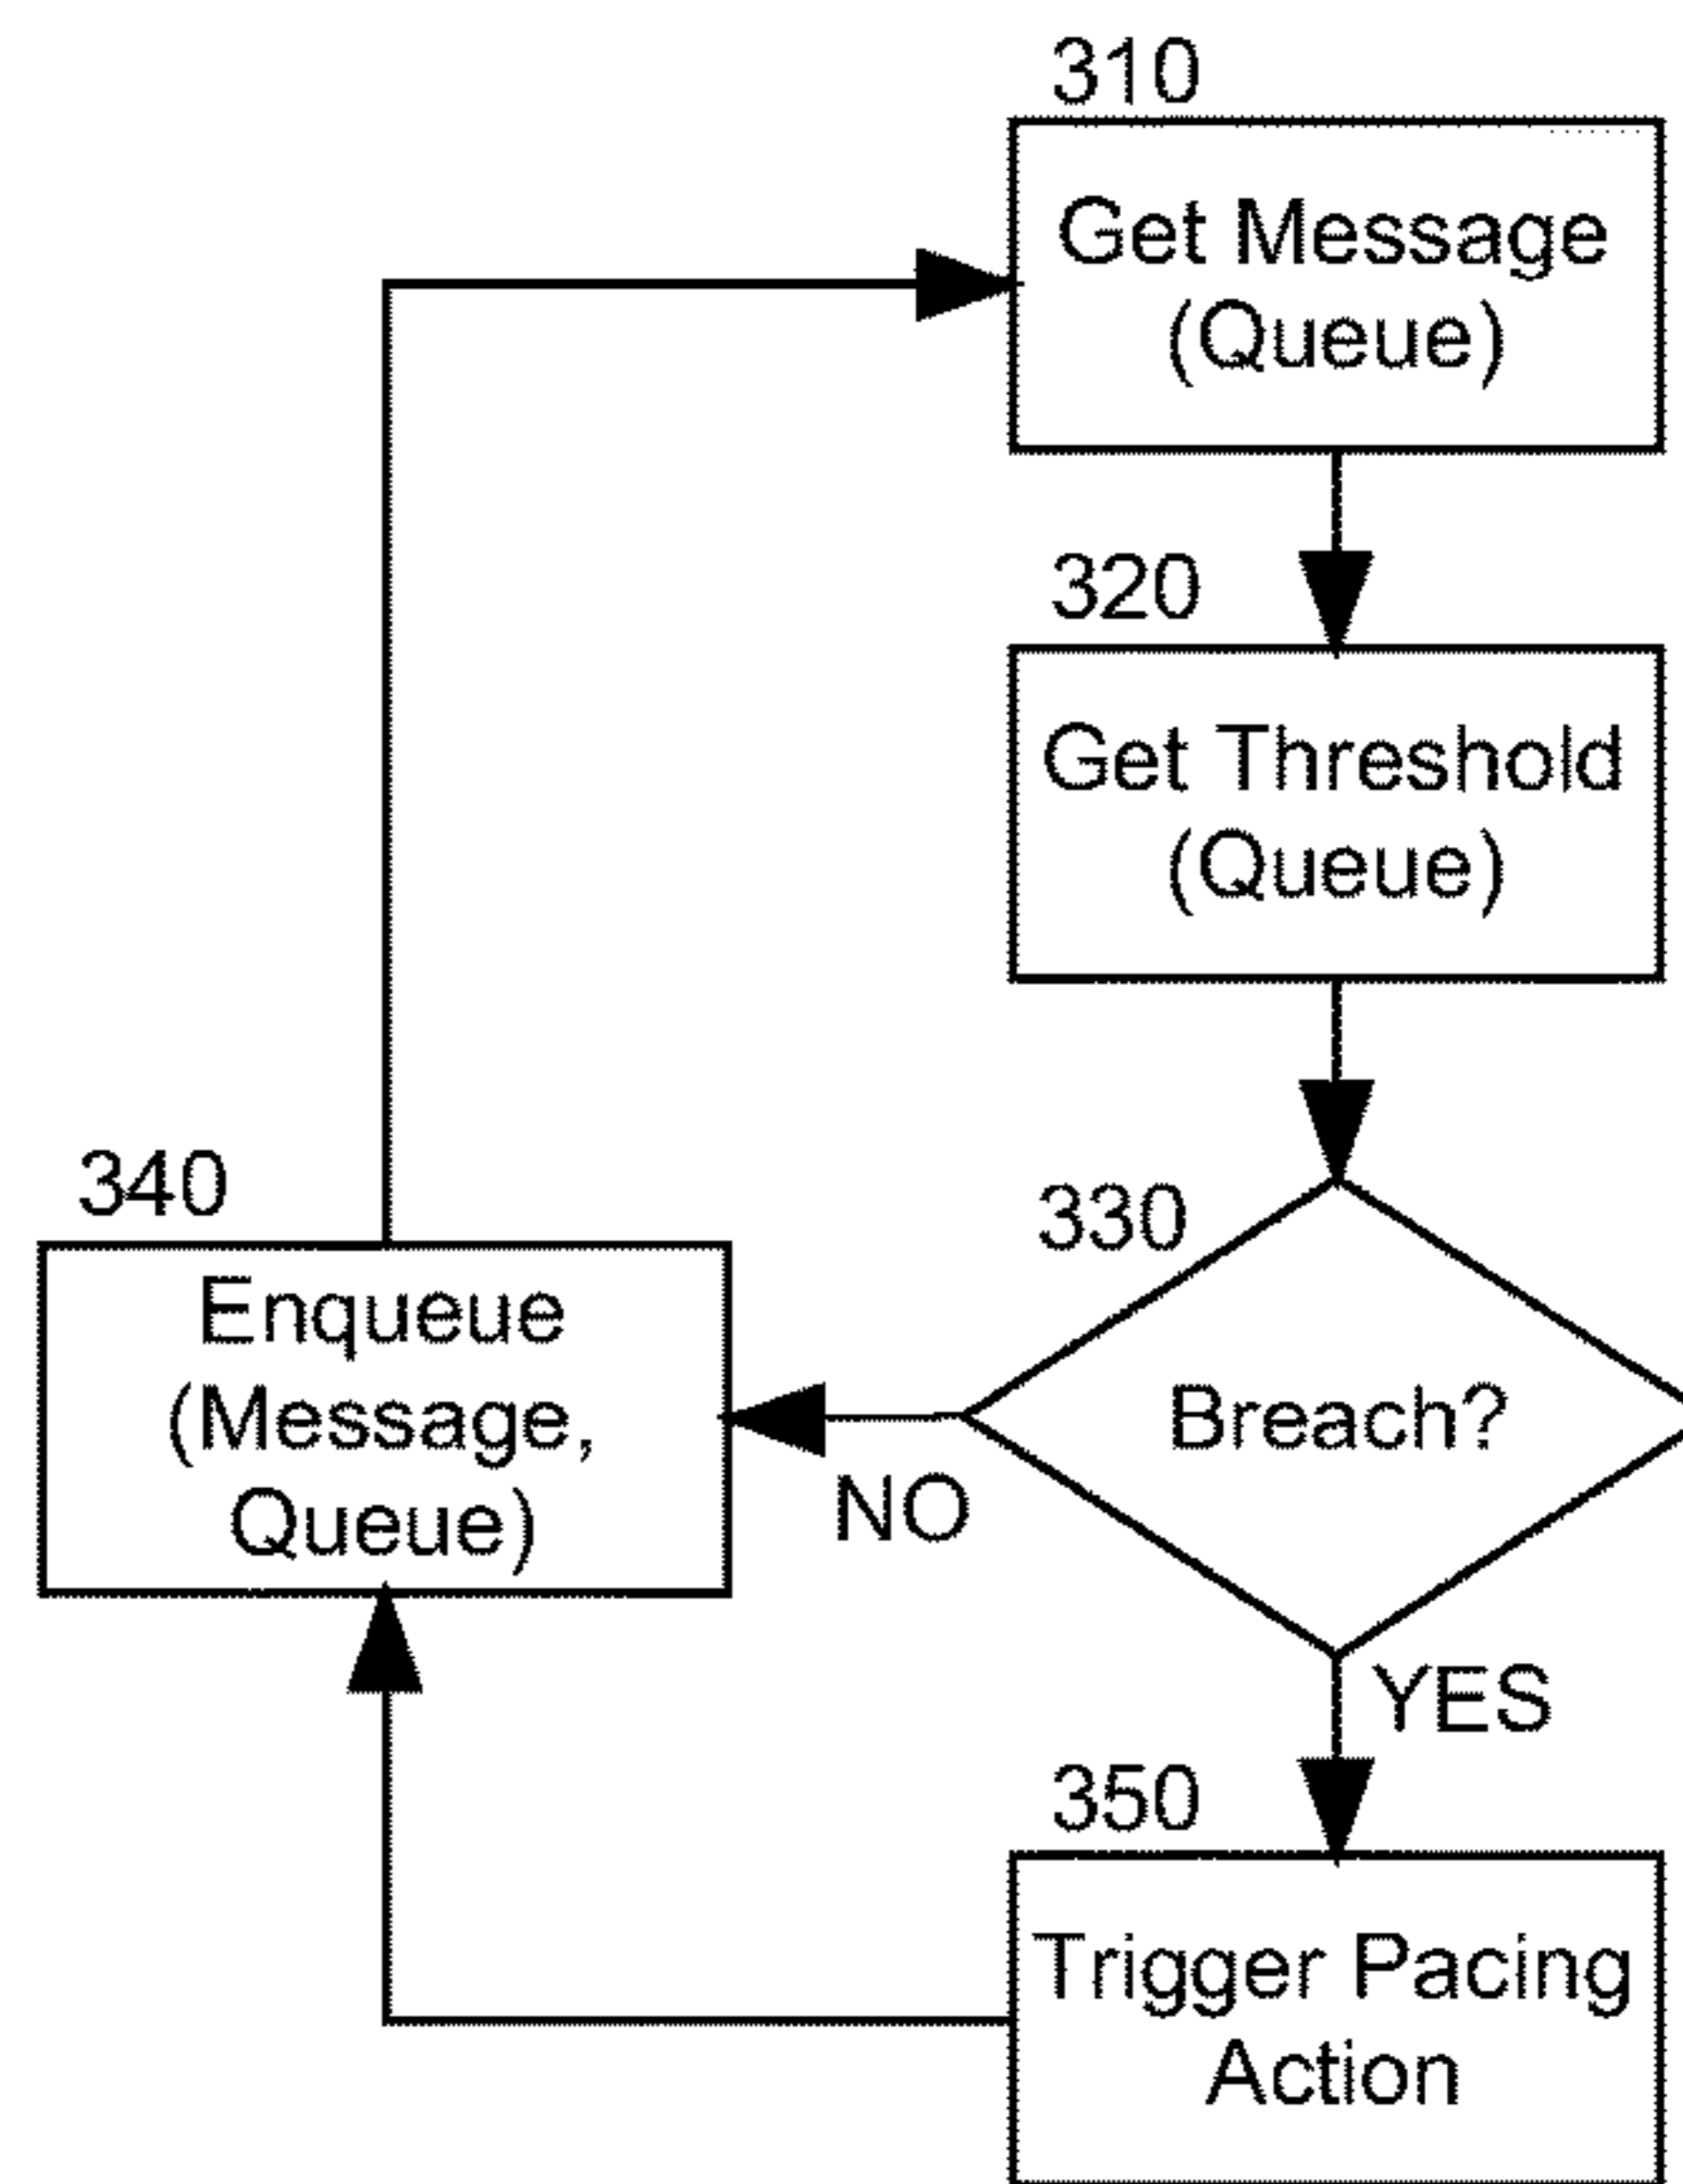 310
Get Message
(Queue)
320
Get Threshold
(Queue)
330
Breach?
NO
YES
340
Enqueue
(Message,
Queue)
350
Trigger Pacing
Action